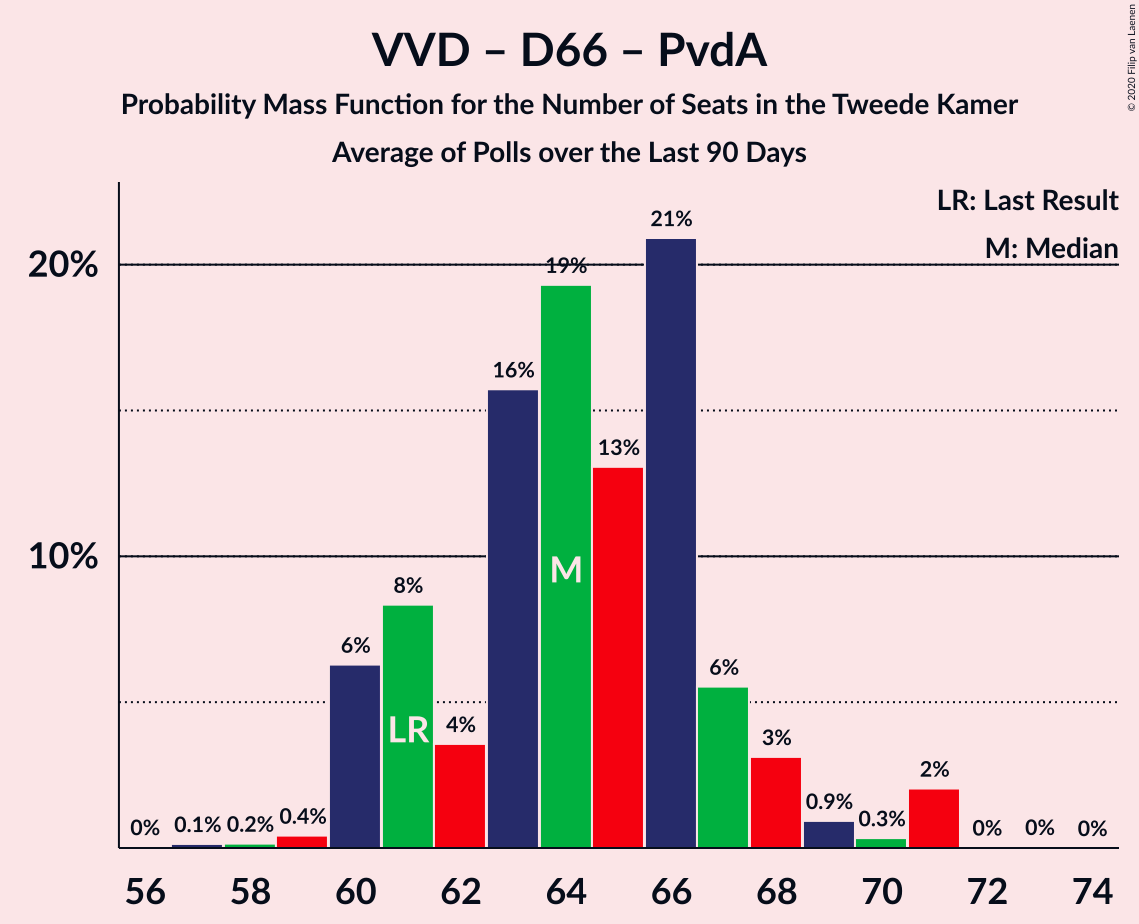 VVD – D66 – PvdA
Probability Mass Function for the Number of Seats in the Tweede Kamer
Average of Polls over the Last 90 Days
© 2020 Filip van Laenen
LR: Last Result
M: Median
20%
10%
0%
0.1%
0.2%
0.4%
6%
8%
4%
16%
19%
13%
21%
6%
3%
0.9%
0.3%
2%
0%
0%
0%
LR
M
56 58 60 62 64 66 68 70 72 74